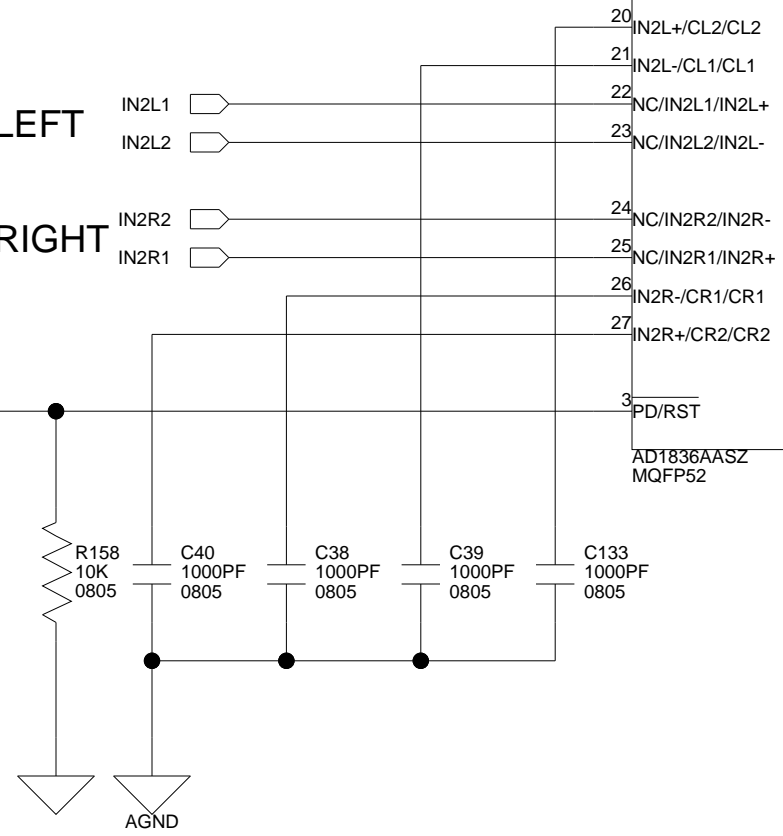 20
IN2L+/CL2/CL2
21
IN2L-/CL1/CL1
IN2L1
22
NC/IN2L1/IN2L+
LEFT
IN2L2
23
NC/IN2L2/IN2L-
IN2R2
24
NC/IN2R2/IN2R-
RIGHT
IN2R1
25
NC/IN2R1/IN2R+
26
IN2R-/CR1/CR1
27
IN2R+/CR2/CR2
3
PD/RST
AD1836AASZ
MQFP52
R158
10K
0805
C40
1000PF
0805
C38
1000PF
0805
C39
1000PF
0805
C133
1000PF
0805
AGND